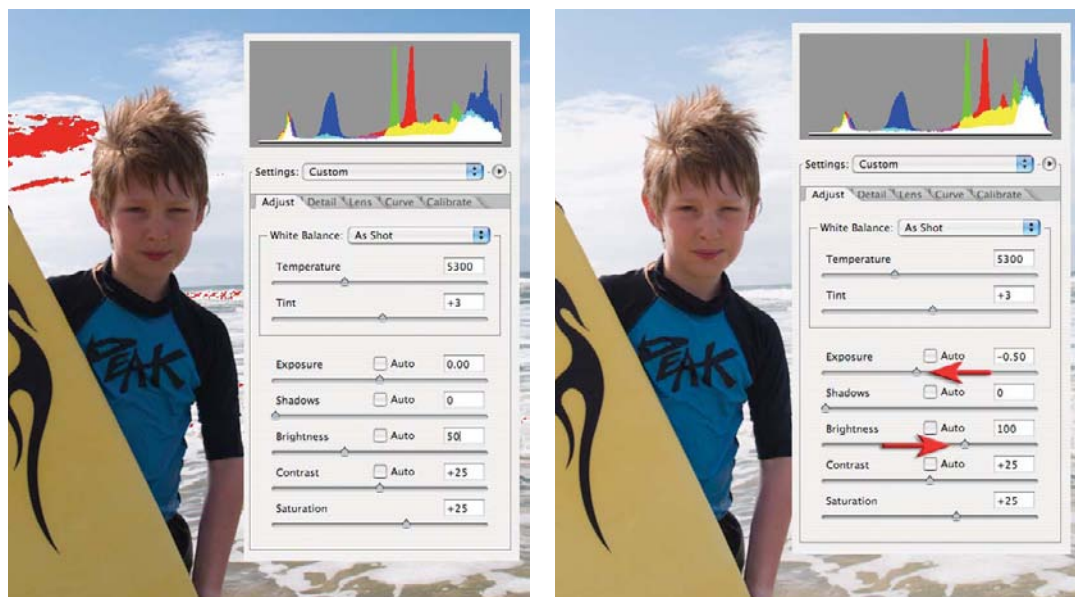 Settings: Custom
Adjust Detail Lens Curve Calibrate
White Balance: As Shot
Temperature 5300
Tint +3
Exposure Auto 0.00
Shadows Auto 0
Brightness Auto 50
Contrast Auto +25
Saturation +25
PEAK
Settings: Custom
Adjust Detail Lens Curve Calibrate
White Balance: As Shot
Temperature 5300
Tint +3
Exposure Auto -0.50
Shadows Auto 0
Brightness Auto 100
Contrast Auto +25
Saturation +25
PEAK